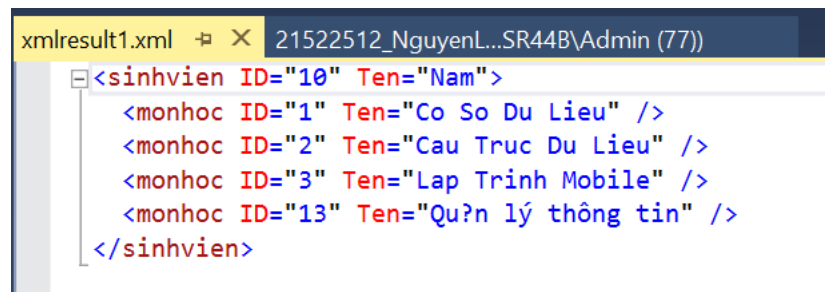 xmlresult1.xml 21522512_NguyenL...SR44B\Admin (77))
<sinhvien ID="10" Ten="Nam">
<monhoc ID="1" Ten="Co So Du Lieu" />
<monhoc ID="2" Ten="Cau Truc Du Lieu" />
<monhoc ID="3" Ten="Lap Trinh Mobile" />
<monhoc ID="13" Ten="Qu?n lý thông tin" />
</sinhvien>